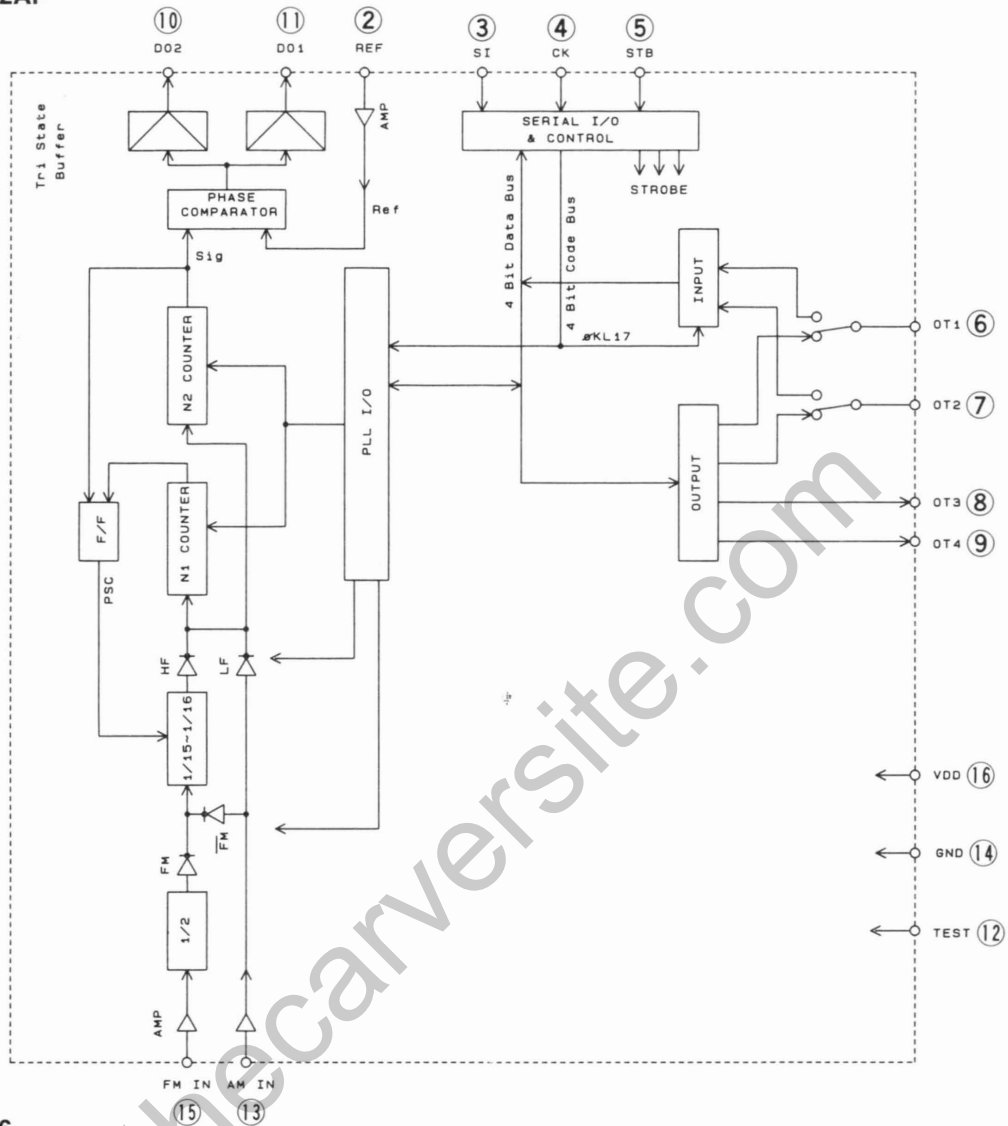 2AP
⑩ ⑪ ② ③ ④ ⑤
DO2 DO1 REF SI CK STB
Tri State
Buffer
AMP
SERIAL I/O
& CONTROL
STROBE
PHASE
COMPARATOR
Ref
Sig
4 Bit Data Bus
4 Bit Code Bus
INPUT
N2 COUNTER
PLL I/O
øKL17
OT1 ⑥
OT2 ⑦
OUTPUT
F/F
N1 COUNTER
OT3 ⑧
OT4 ⑨
PSC
HF
LF
1/15~1/16
VDD ⑯
FM
FM
GND ⑭
1/2
TEST ⑫
AMP
FM IN AM IN
⑮ ⑬
hecarversite.com